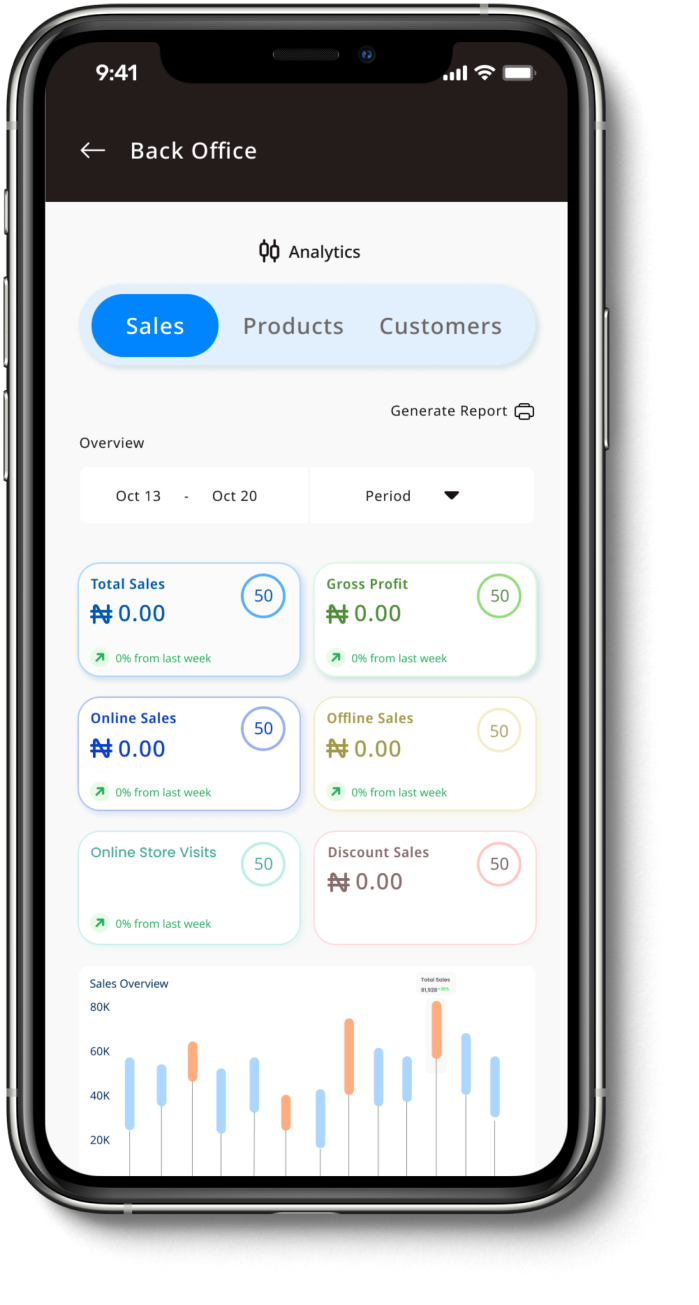 9:41
Back Office
Analytics
Sales Products Customers
Generate Report
Overview
Oct 13 - Oct 20 Period
Total Sales 50
₦ 0.00
0% from last week
Gross Profit 50
₦ 0.00
0% from last week
Online Sales 50
₦ 0.00
0% from last week
Offline Sales 50
₦ 0.00
0% from last week
Online Store Visits 50
0% from last week
Discount Sales 50
₦ 0.00
Sales Overview
Total Sales
80K
60K
40K
20K